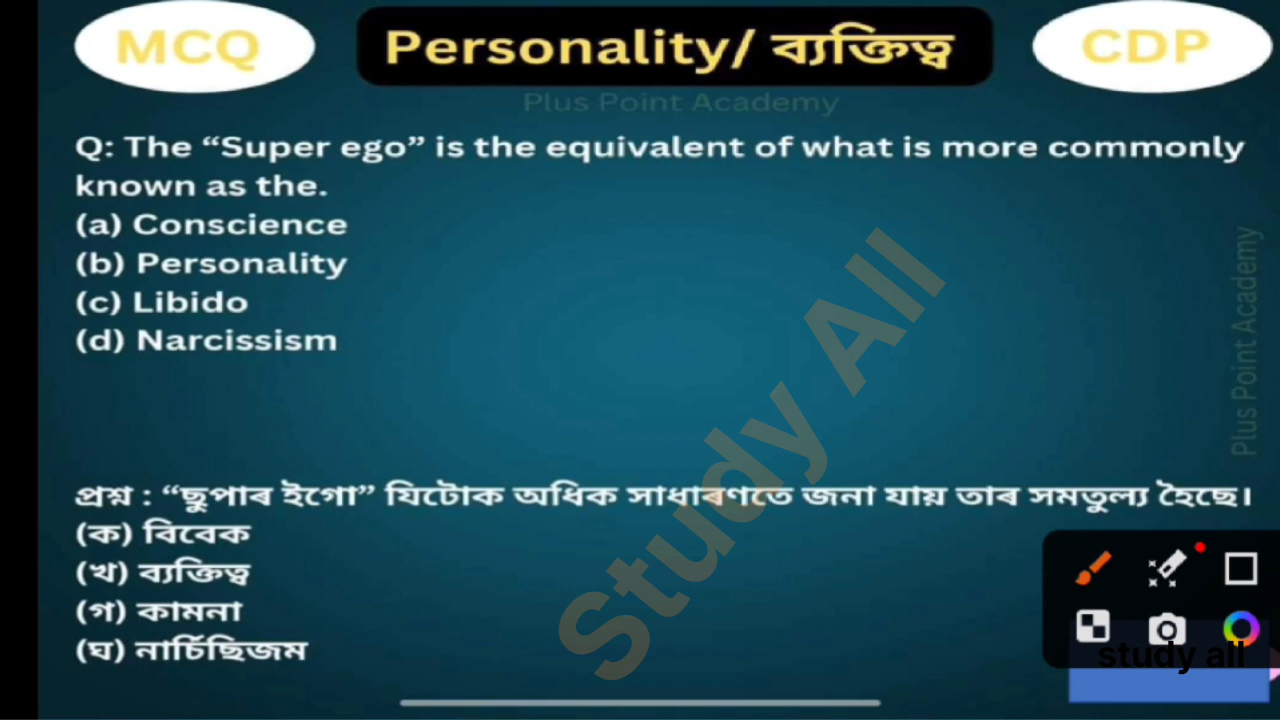 MCQ
Personality/ ব্যক্তিত্ব
CDP
Plus Point Academy
Q: The “Super ego” is the equivalent of what is more commonly
known as the.
(a) Conscience
(b) Personality
(c) Libido
(d) Narcissism
প্ৰশ্ন : “ছুপাৰ ইগো” যিটোক অধিক সাধাৰণতে জনা যায় তাৰ সমতুল্য হৈছে।
(ক) বিবেক
(খ) ব্যক্তিত্ব
(গ) কামনা
(ঘ) নাৰ্চিছিজম
Study All
Plus Point Academy
study all